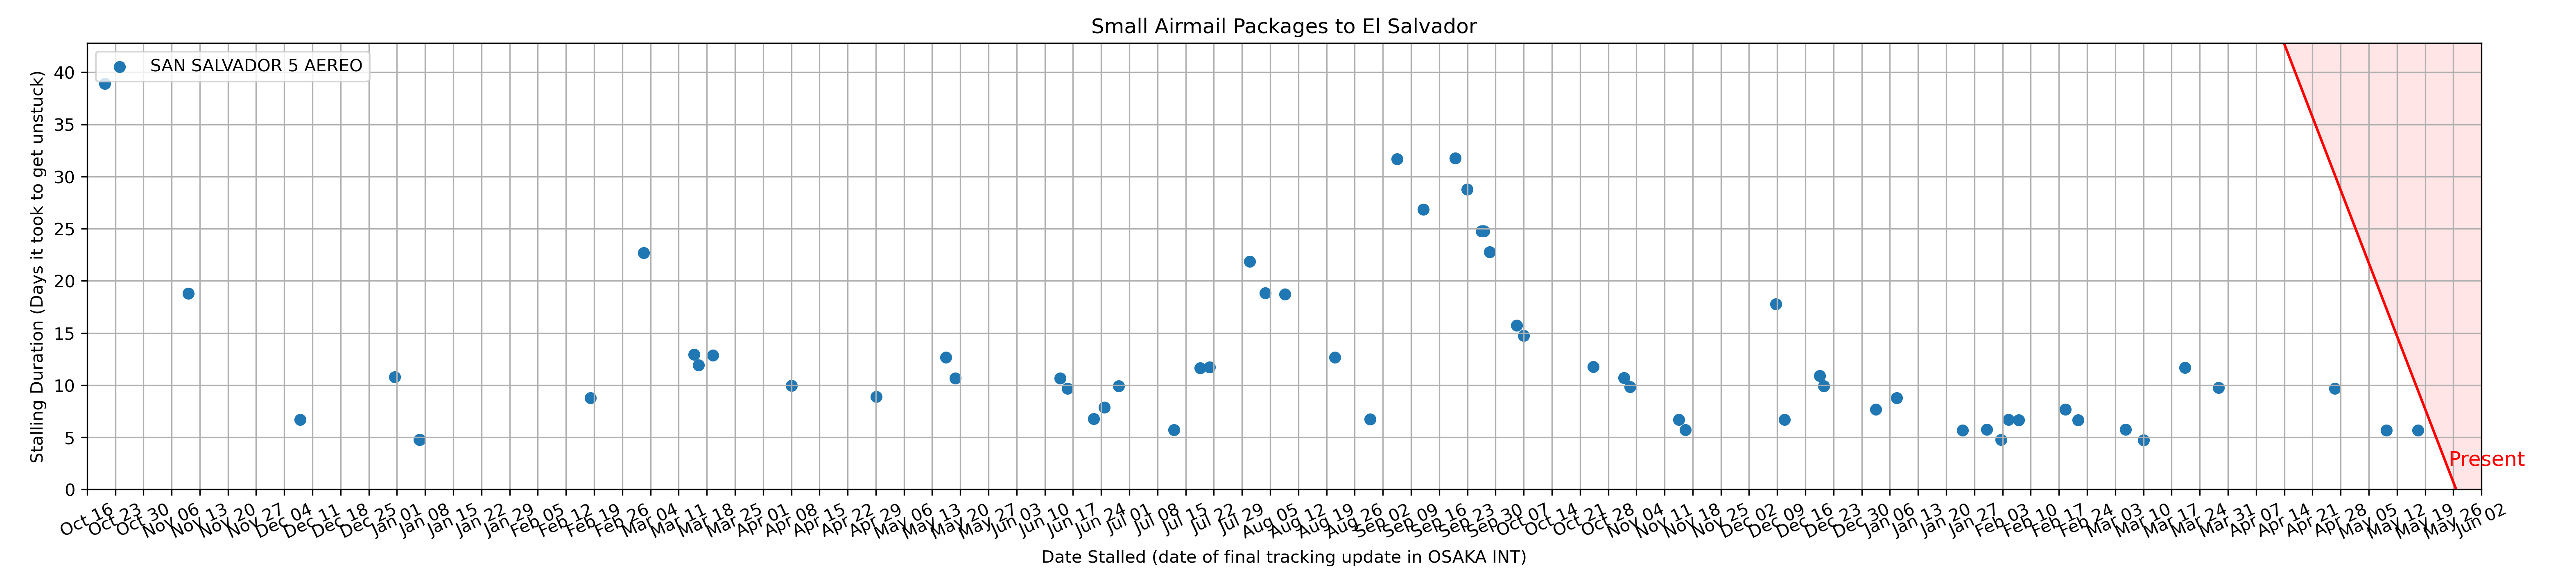 Small Airmail Packages to El Salvador
SAN SALVADOR 5 AEREO
Stalling Duration (Days it took to get unstuck)
40
35
30
25
20
15
10
5
0
Present
Oct 16 Oct 23 Oct 30 Nov 06 Nov 13 Nov 20 Nov 27 Dec 04 Dec 11 Dec 18 Dec 25 Jan 01 Jan 08 Jan 15 Jan 22 Jan 29 Feb 05 Feb 12 Feb 19 Feb 26 Mar 04 Mar 11 Mar 18 Mar 25 Apr 01 Apr 08 Apr 15 Apr 22 Apr 29 May 06 May 13 May 20 May 27 Jun 03 Jun 10 Jun 17 Jun 24 Jul 01 Jul 08 Jul 15 Jul 22 Jul 29 Aug 05 Aug 12 Aug 19 Aug 26 Sep 02 Sep 09 Sep 16 Sep 23 Sep 30 Oct 07 Oct 14 Oct 21 Oct 28 Nov 04 Nov 11 Nov 18 Nov 25 Dec 02 Dec 09 Dec 16 Dec 23 Dec 30 Jan 06 Jan 13 Jan 20 Jan 27 Feb 03 Feb 10 Feb 17 Feb 24 Mar 03 Mar 10 Mar 17 Mar 24 Mar 31 Apr 07 Apr 14 Apr 21 Apr 28 May 05 May 12 May 19 May 26 Jun 02
Date Stalled (date of final tracking update in OSAKA INT)